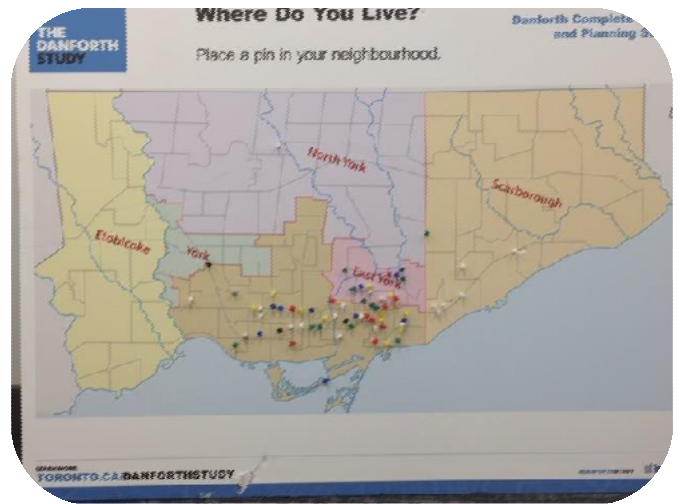 THE
DANFORTH
STUDY
Where Do You Live?
Place a pin in your neighbourhood.
Danforth Complete
and Planning
North York
Scarborough
Etobicoke
York
East York
TORONTO.CA/DANFORTHSTUDY